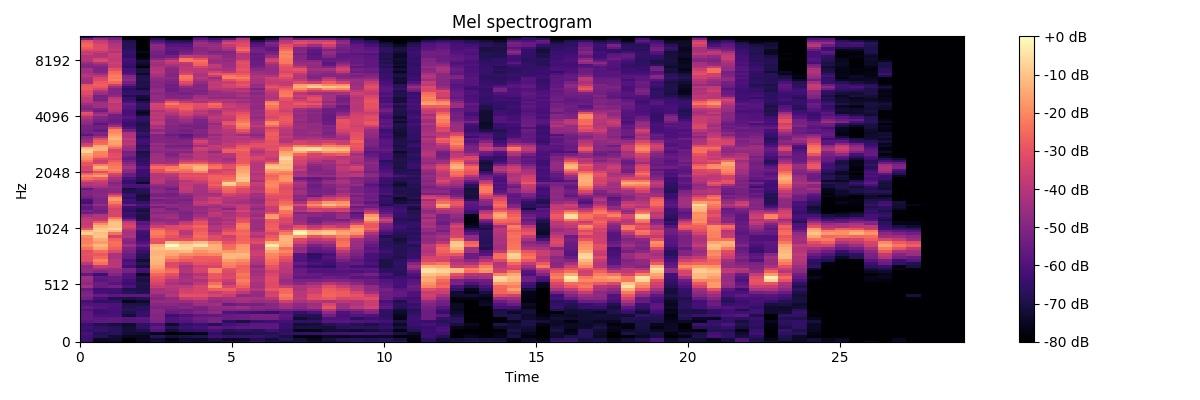 Mel spectrogram
Hz
8192
4096
2048
1024
512
0
0 5 10 15 20 25
Time
+0 dB
-10 dB
-20 dB
-30 dB
-40 dB
-50 dB
-60 dB
-70 dB
-80 dB